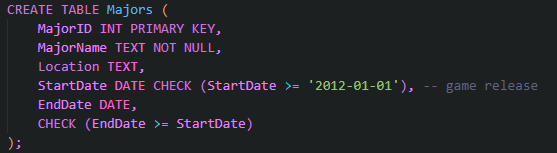 CREATE TABLE Majors (
    MajorID INT PRIMARY KEY,
    MajorName TEXT NOT NULL,
    Location TEXT,
    StartDate DATE CHECK (StartDate >= '2012-01-01'), -- game release
    EndDate DATE,
    CHECK (EndDate >= StartDate)
);